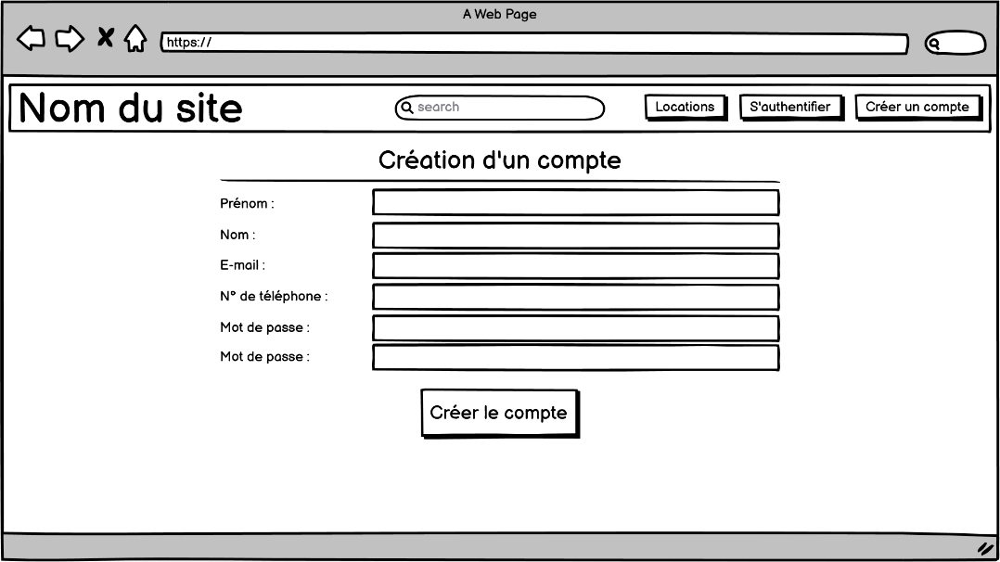 A Web Page
https://
Nom du site
search
Locations
S'authentifier
Créer un compte
Création d'un compte
Prénom :
Nom :
E-mail :
N° de téléphone :
Mot de passe :
Mot de passe :
Créer le compte